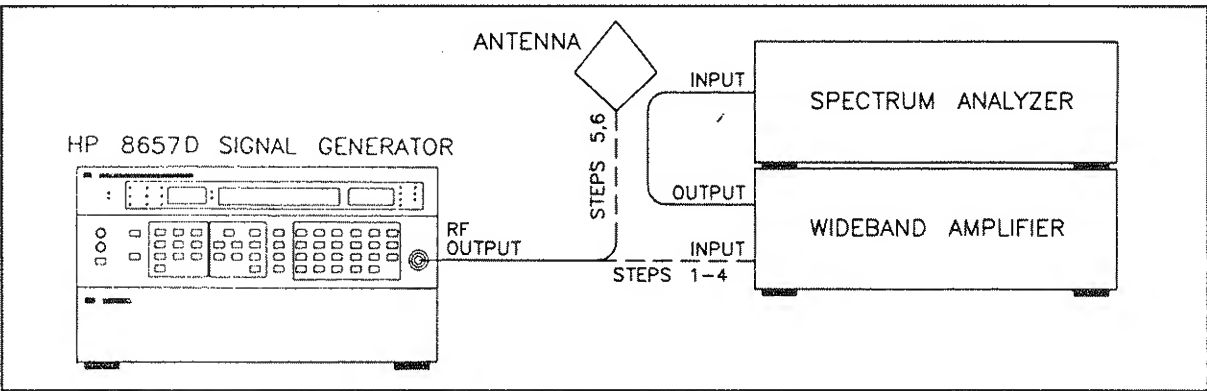 ANTENNA
INPUT
SPECTRUM ANALYZER
STEPS 5,6
HP 8657D SIGNAL GENERATOR
OUTPUT
WIDEBAND AMPLIFIER
RF
OUTPUT
INPUT
STEPS 1-4